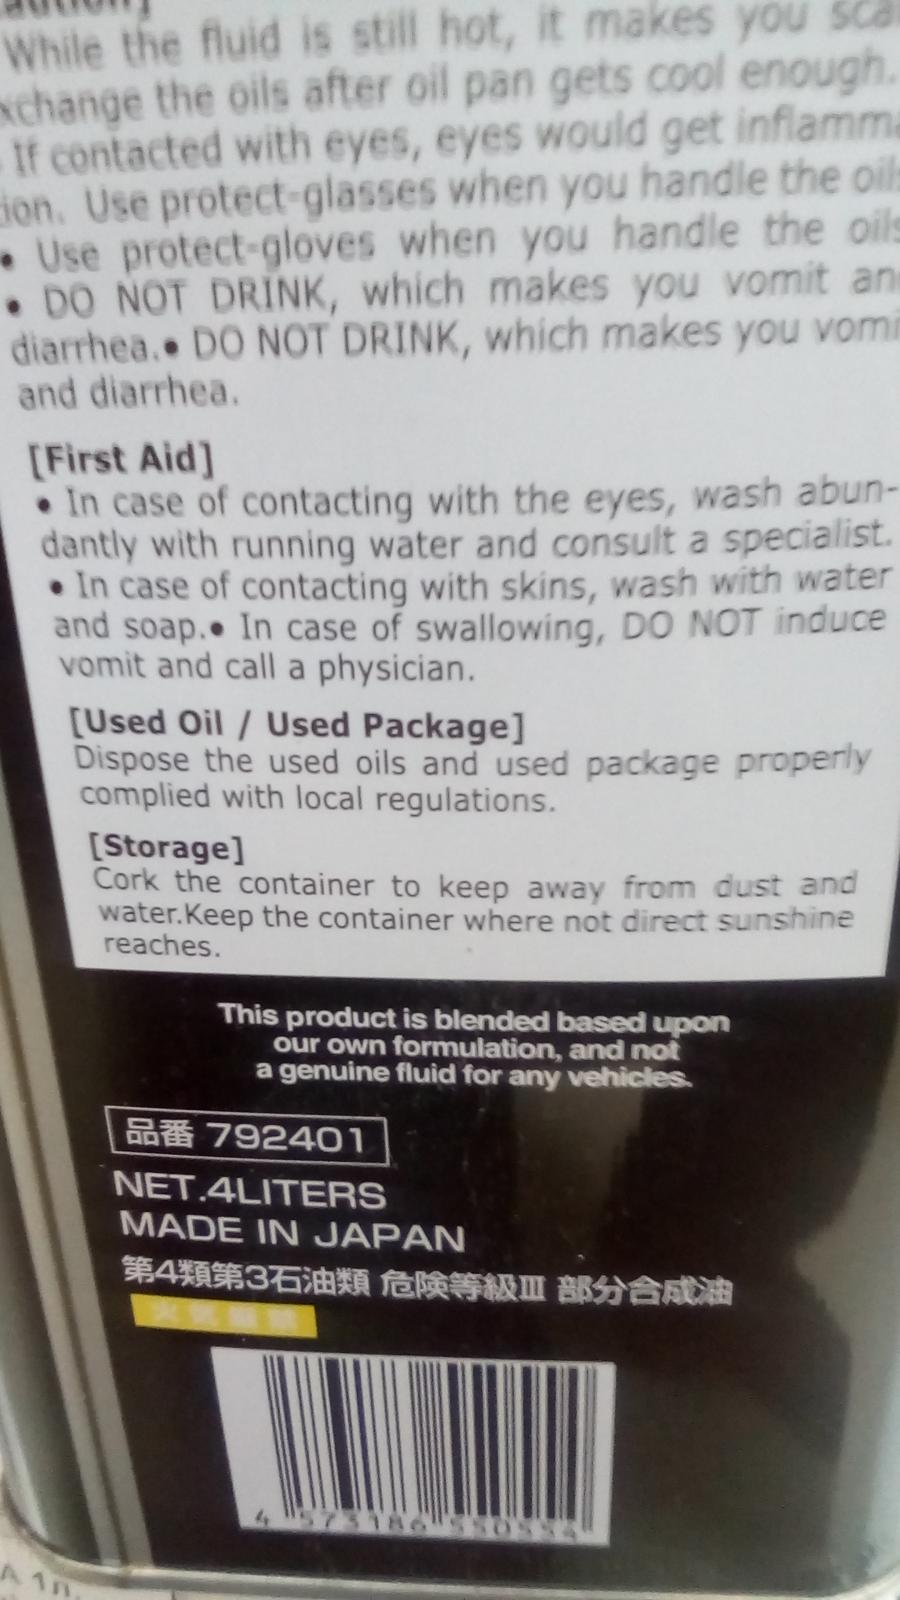 While the fluid is still hot, it makes you
the oils after oil pan gets cool enough.
If contacted with eyes, eyes would get
Use protect-glasses when you handle the
• Use protect-gloves when you handle the oils
• DO NOT DRINK, which makes you vomit
diarrhea.• DO NOT DRINK, which makes you
and diarrhea.
[First Aid]
• In case of contacting with the eyes, wash abun-
dantly with running water and consult a specialist.
• In case of contacting with skins, wash with water
and soap.• In case of swallowing, DO NOT induce
vomit and call a physician.
[Used Oil / Used Package]
Dispose the used oils and used package properly
complied with local regulations.
[Storage]
Cork the container to keep away from dust and
water.Keep the container where not direct sunshine
reaches.
This product is blended based upon
our own formulation, and not
a genuine fluid for any vehicles.
品番 792401
NET.4LITERS
MADE IN JAPAN
第4類第3石油類 危険等級Ⅲ 部分合成油